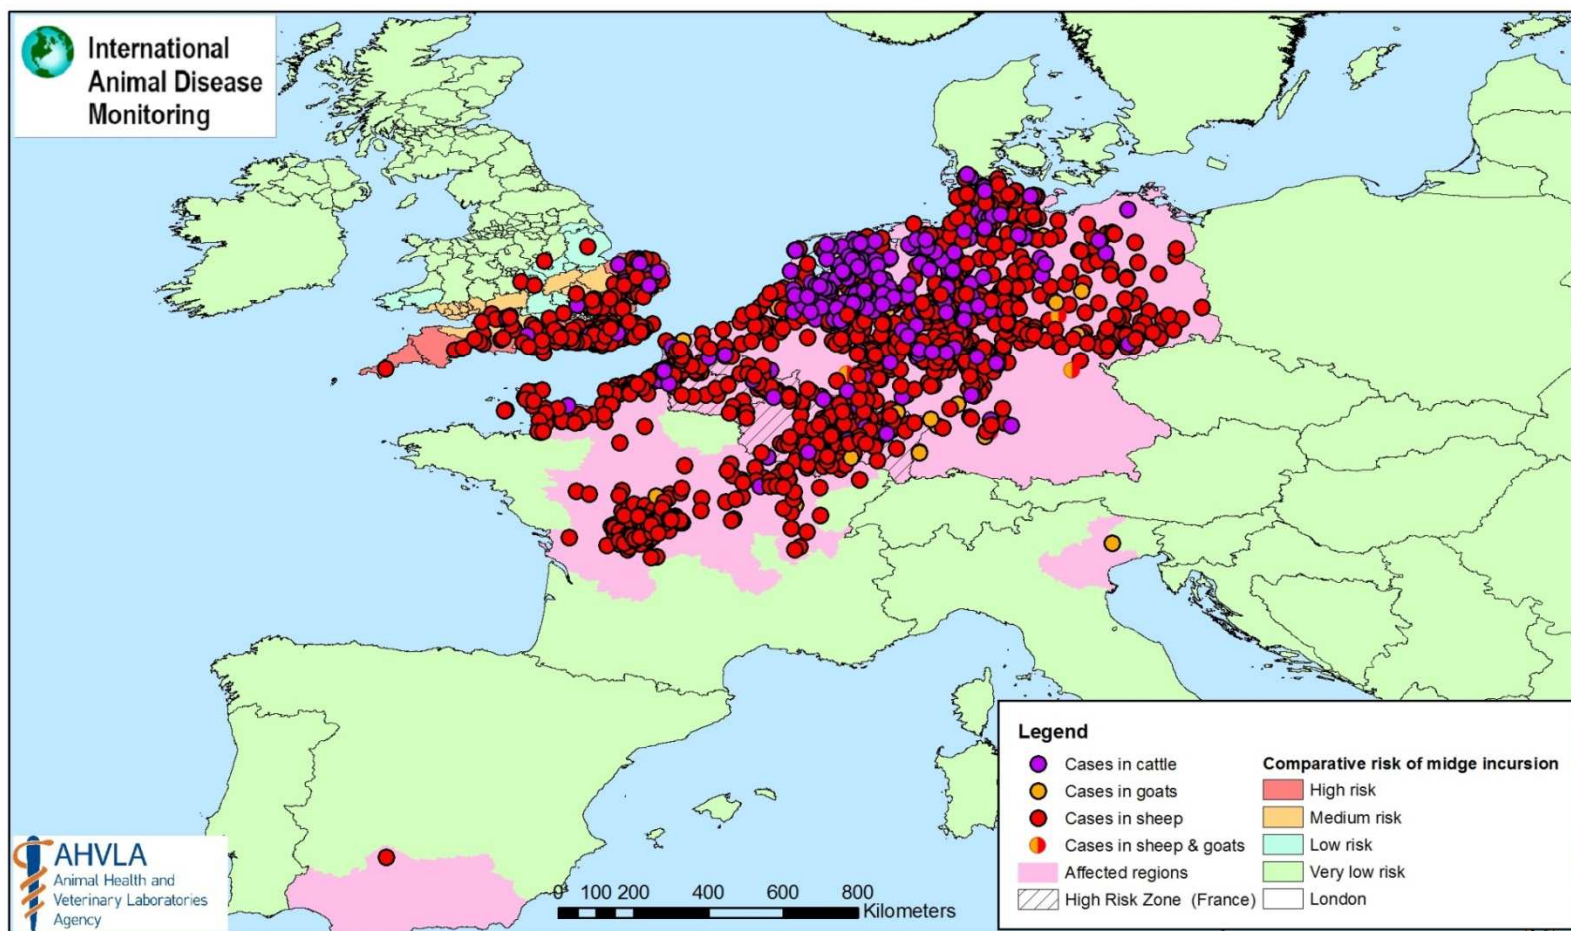 International
Animal Disease
Monitoring
AHVLA
Animal Health and
Veterinary Laboratories
Agency
0 100 200 400 600 800
Kilometers
Legend
Cases in cattle
Cases in goats
Cases in sheep
Cases in sheep & goats
Affected regions
High Risk Zone (France)
Comparative risk of midge incursion
High risk
Medium risk
Low risk
Very low risk
London